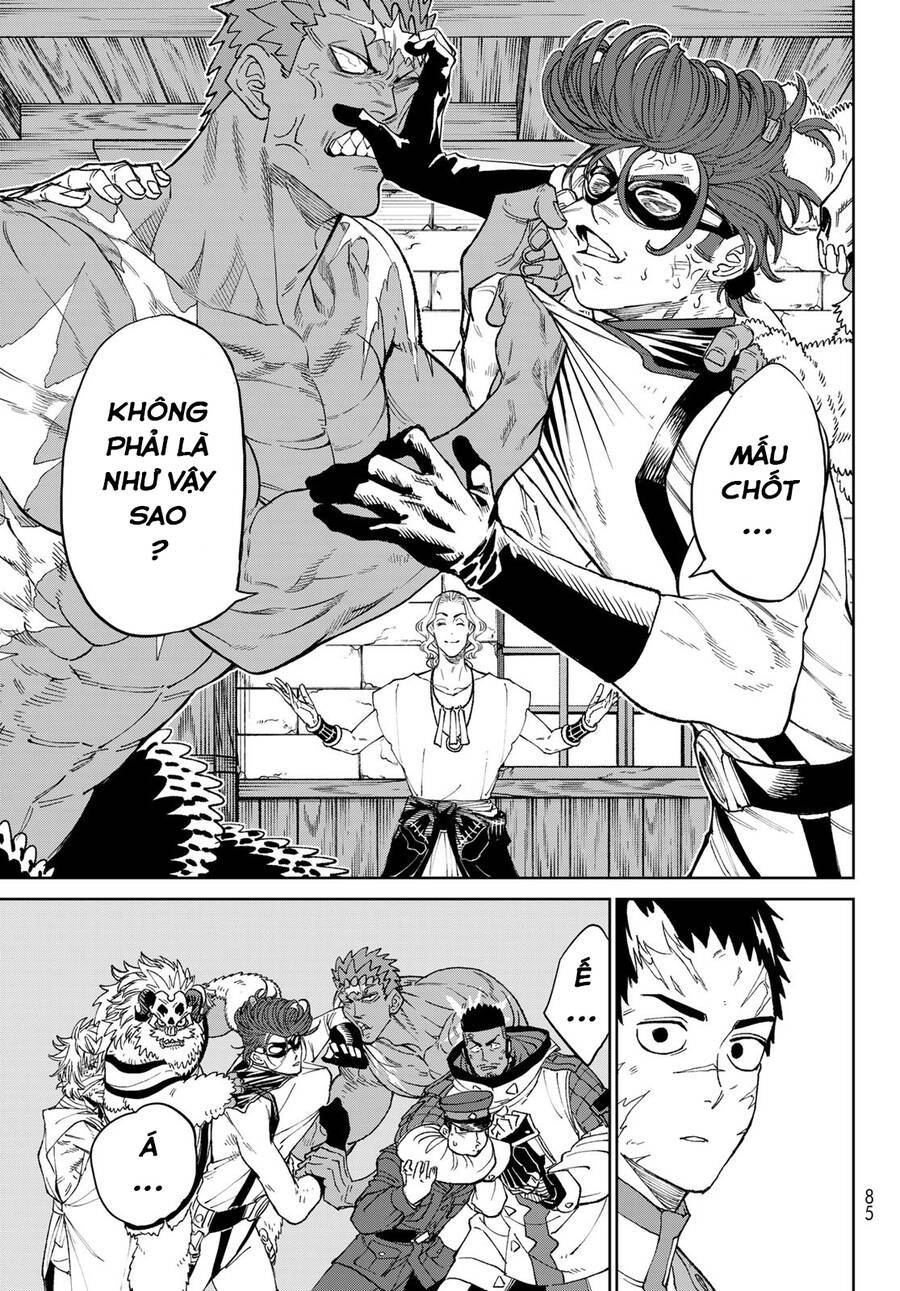 MẤU
CHỐT
...
KHÔNG
PHẢI LÀ
NHƯ VẬY
SAO
?
Ế
...
Á
...
85